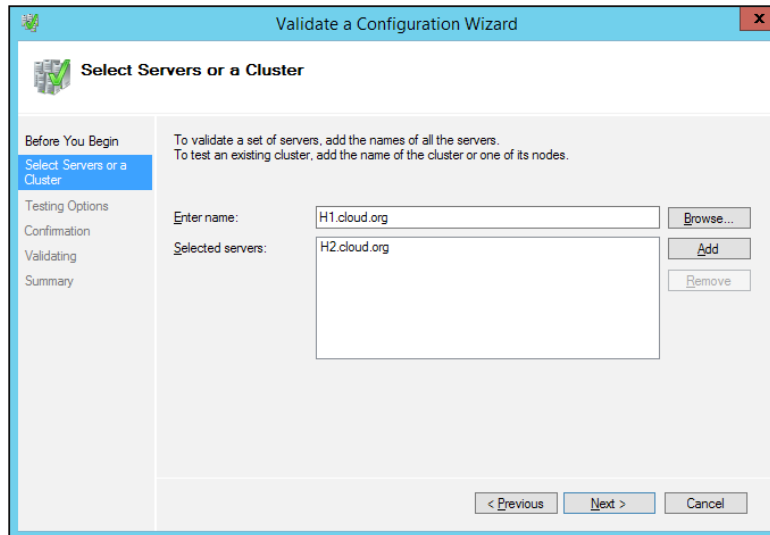 Validate a Configuration Wizard
x
Select Servers or a Cluster
Before You Begin
Select Servers or a
Cluster
Testing Options
Confirmation
Validating
Summary
To validate a set of servers, add the names of all the servers.
To test an existing cluster, add the name of the cluster or one of its nodes.
Enter name:
H1.cloud.org
Browse...
Selected servers:
H2.cloud.org
Add
Remove
< Previous
Next >
Cancel